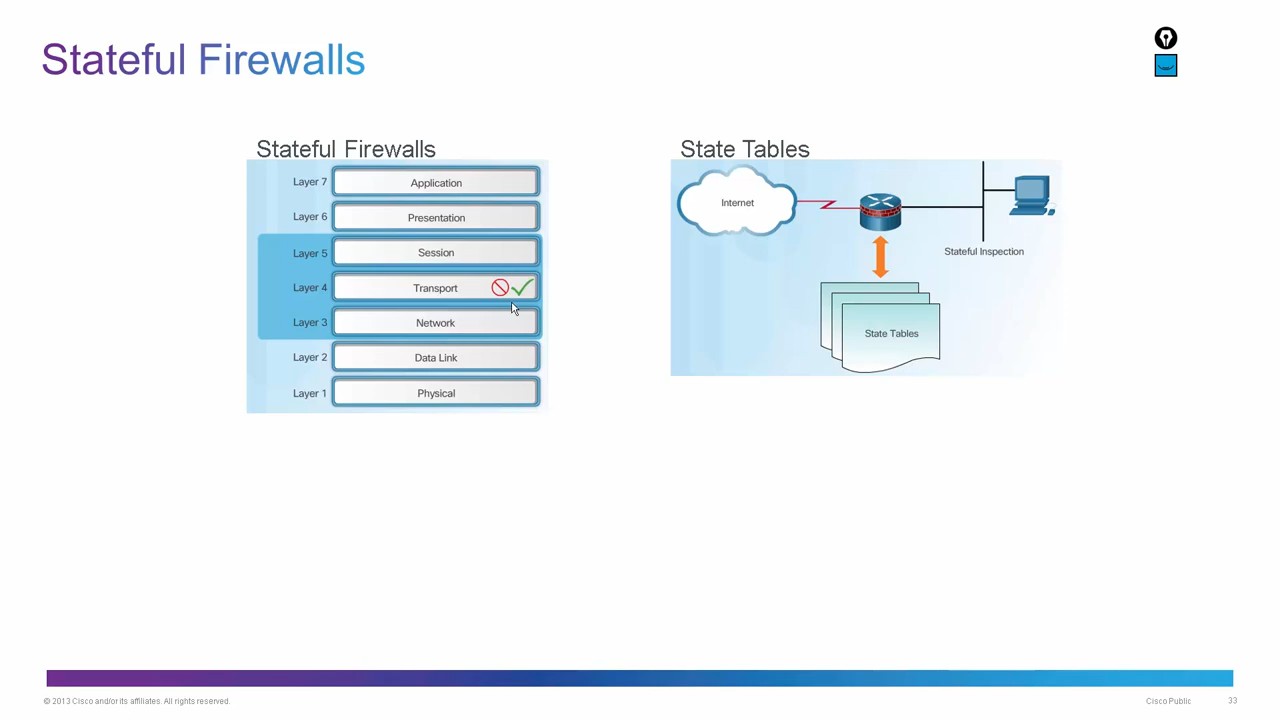 Stateful Firewalls
Stateful Firewalls
Layer 7 Application
Layer 6 Presentation
Layer 5 Session
Layer 4 Transport
Layer 3 Network
Layer 2 Data Link
Layer 1 Physical
State Tables
Internet
Stateful Inspection
State Tables
© 2013 Cisco and/or its affiliates. All rights reserved.
Cisco Public
33